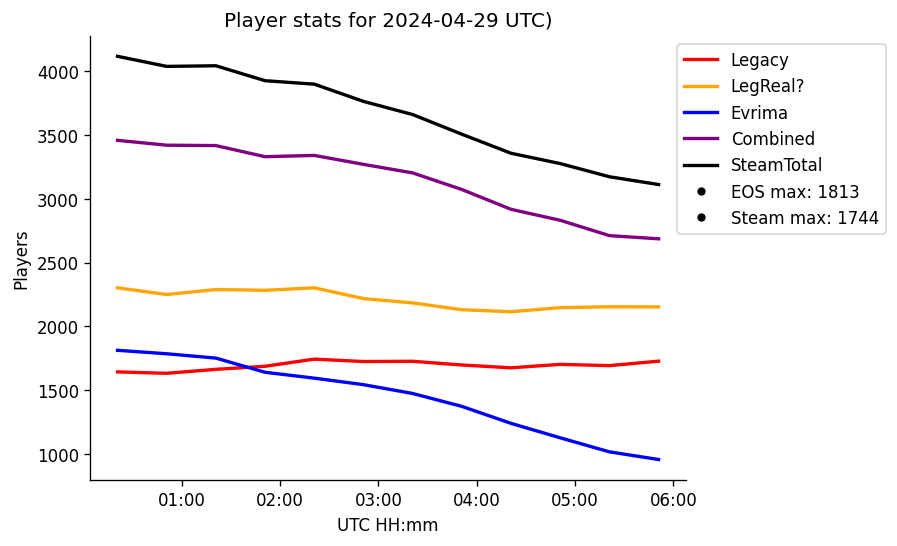 Player stats for 2024-04-29 UTC)
Players
4000
3500
3000
2500
2000
1500
1000
01:00
02:00
03:00
04:00
05:00
06:00
UTC HH:mm
Legacy
LegReal?
Evrima
Combined
SteamTotal
EOS max: 1813
Steam max: 1744